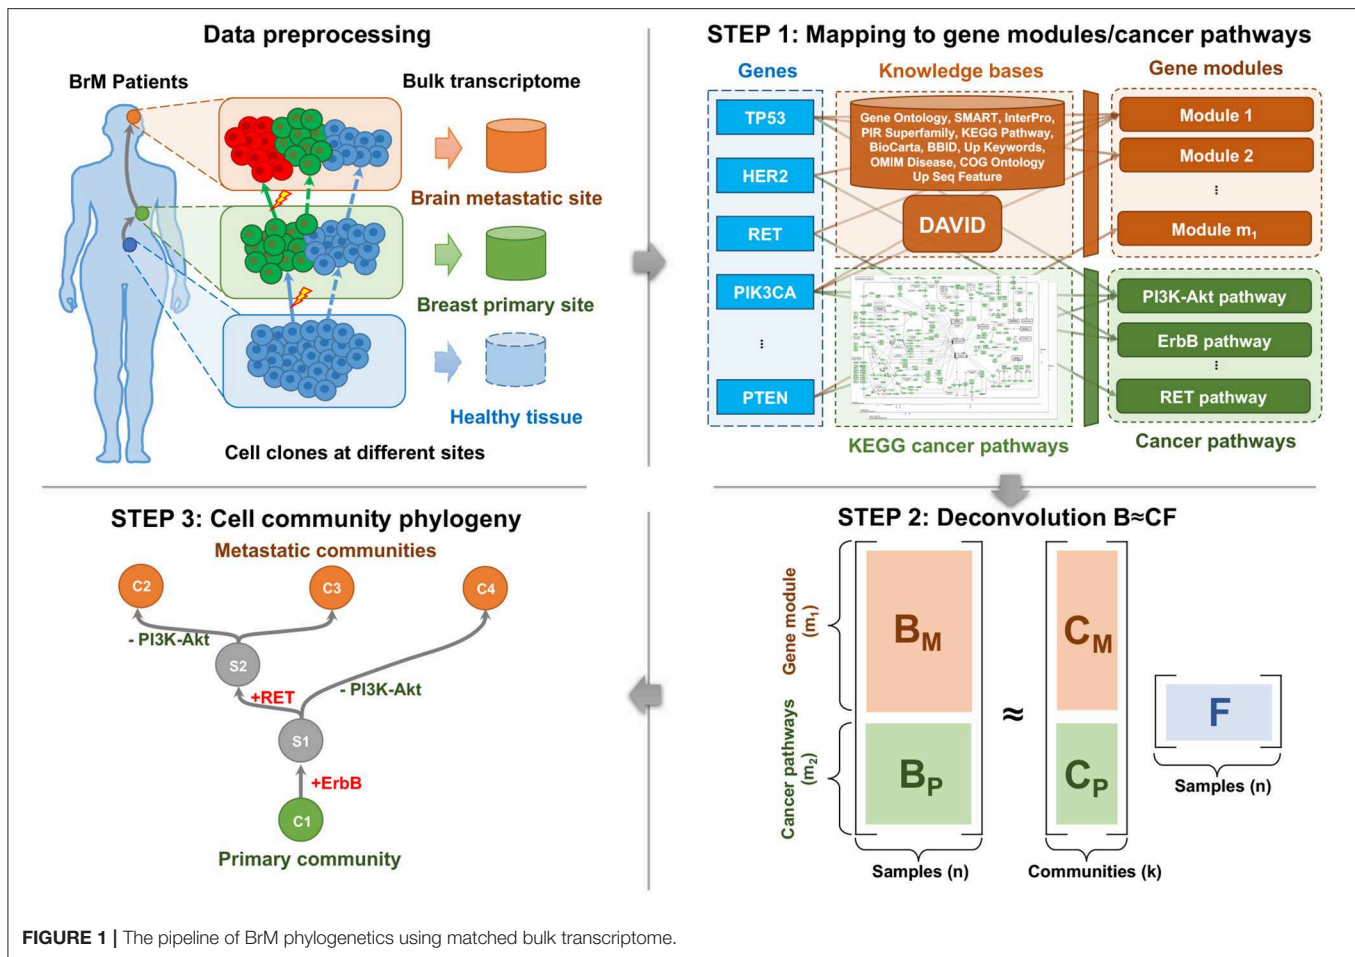 Data preprocessing
BrM Patients
Bulk transcriptome
Brain metastatic site
Breast primary site
Healthy tissue
Cell clones at different sites
STEP 1: Mapping to gene modules/cancer pathways
Genes
Knowledge bases
Gene modules
TP53
HER2
RET
PIK3CA
...
PTEN
Gene Ontology, SMART, InterPro,
PIR Superfamily, KEGG Pathway,
BioCarta, BBID, Up Keywords,
OMIM Disease, COG Ontology
Up Seq Feature
DAVID
Module 1
Module 2
...
Module m1
PI3K-Akt pathway
ErbB pathway
...
RET pathway
KEGG cancer pathways
Cancer pathways
STEP 3: Cell community phylogeny
Metastatic communities
C2
C3
C4
- PI3K-Akt
S2
+RET
- PI3K-Akt
S1
+ErbB
C1
Primary community
STEP 2: Deconvolution B≈CF
Gene module
(m1)
Cancer pathways
(m2)
BM
BP
≈
CM
CP
F
Samples (n)
Communities (k)
Samples (n)
FIGURE 1 | The pipeline of BrM phylogenetics using matched bulk transcriptome.